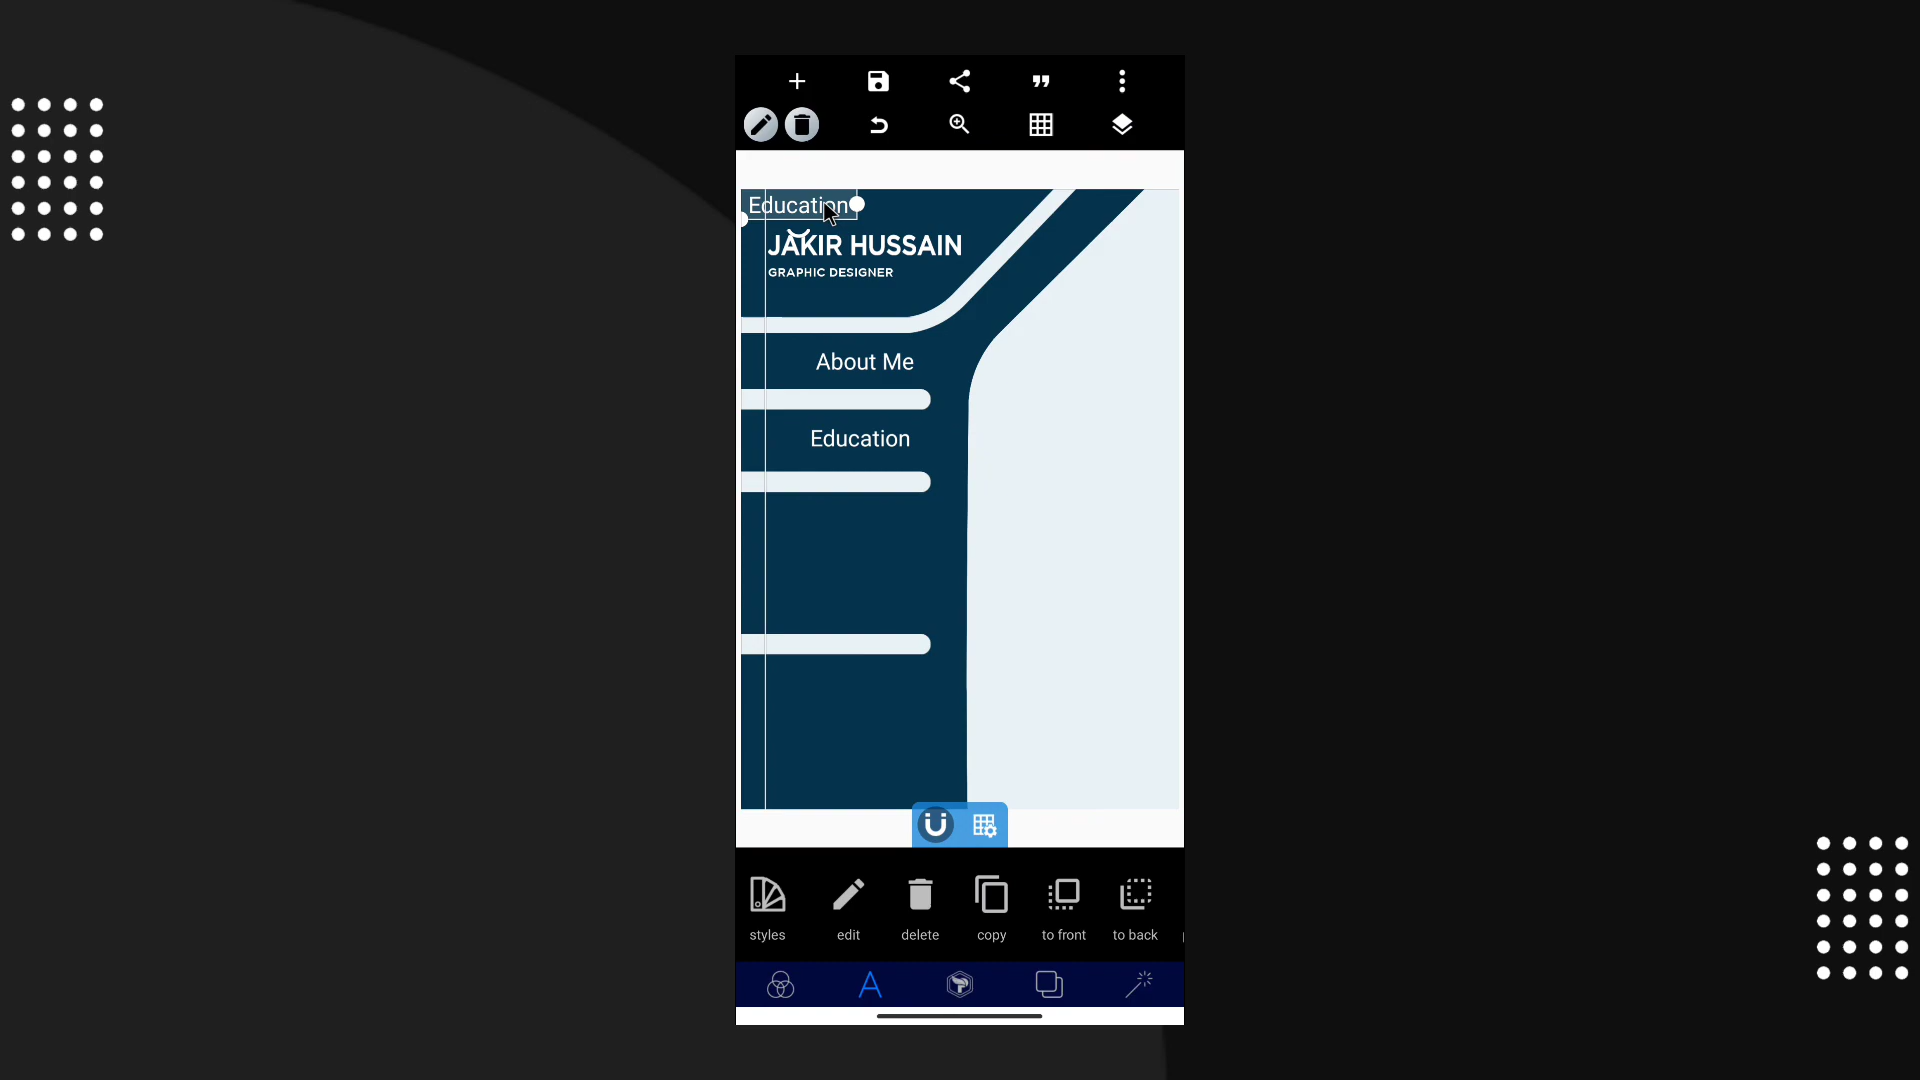 Education
JAKIR HUSSAIN
GRAPHIC DESIGNER
About Me
Education
styles
edit
delete
copy
to front
to back